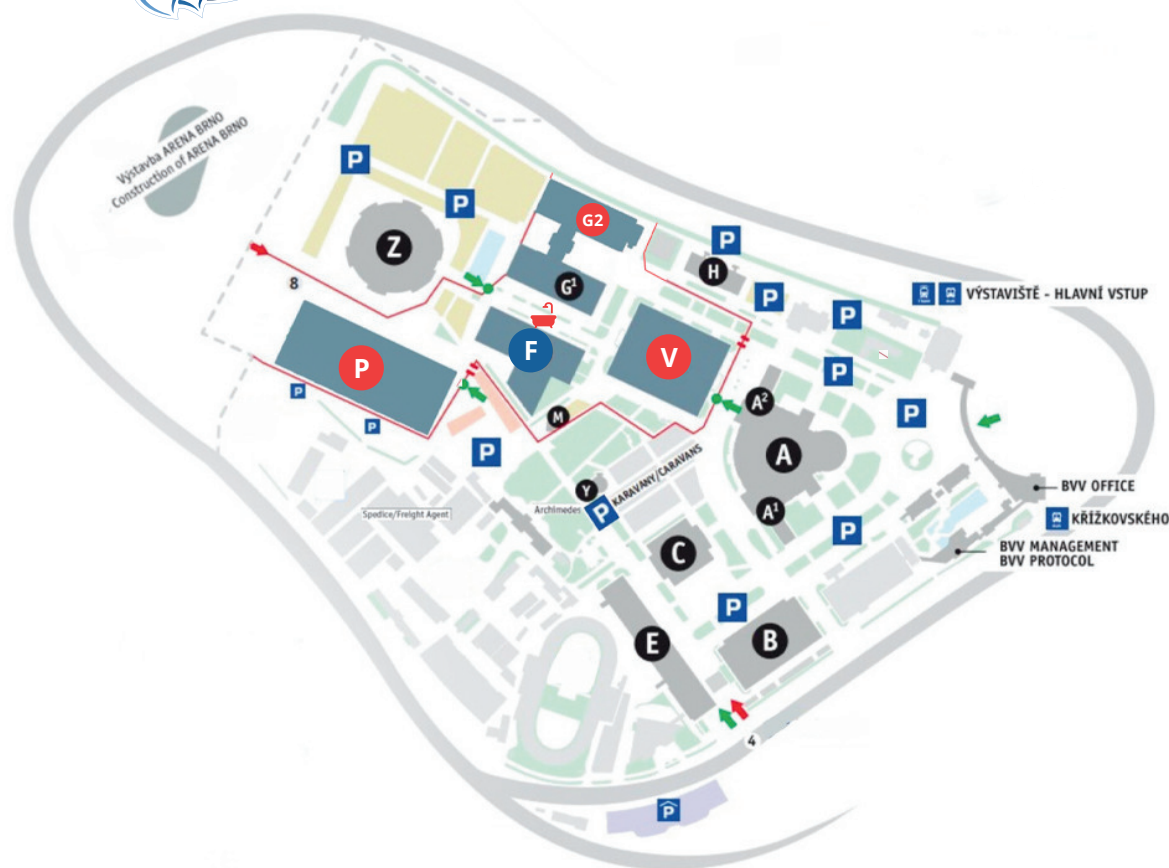 Výstavba ARENA BRNO
Construction of ARENA BRNO
P
P
Z
G2
P
H
G¹
8
P
VÝSTAVIŠTĚ - HLAVNÍ VSTUP
P
P
F
V
P
P
P
A²
M
P
P
P
A
BVV OFFICE
Y
KARAVANY/CARAVANS
Archimedes
P
A¹
Spedice/Freight Agent
KŘÍŽKOVSKÉHO
P
BVV MANAGEMENT
BVV PROTOCOL
C
P
E
B
4
P